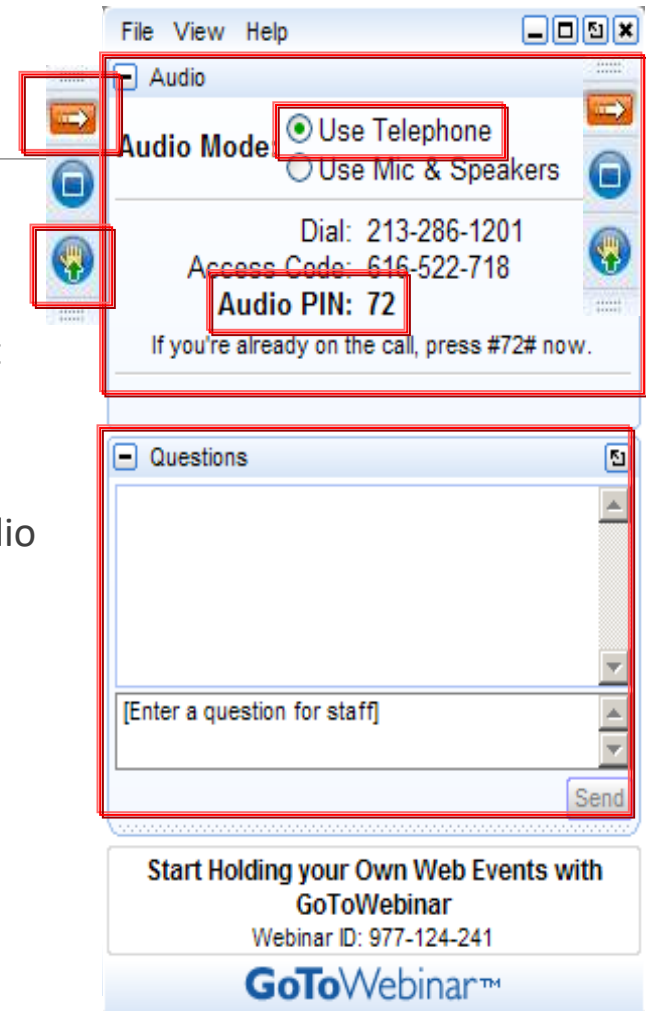 File View Help
Audio
Audio Mode: Use Telephone
Use Mic & Speakers
Dial: 213-286-1201
Access Code: 616-522-718
Audio PIN: 72
If you're already on the call, press #72# now.
Questions
[Enter a question for staff]
Send
Start Holding your Own Web Events with
GoToWebinar
Webinar ID: 977-124-241
GoToWebinar™